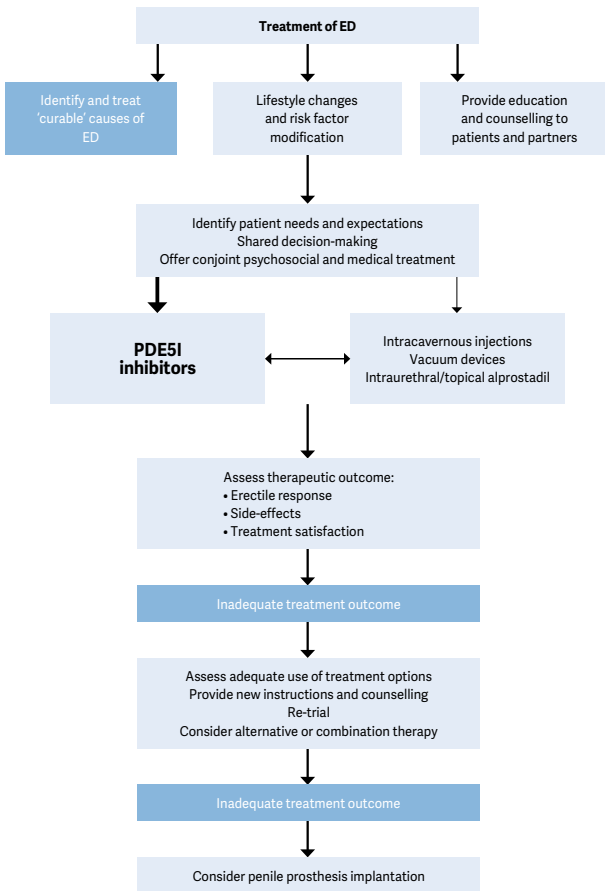 Treatment of ED
Identify and treat
‘curable’ causes of
ED
Lifestyle changes
and risk factor
modification
Provide education
and counselling to
patients and partners
Identify patient needs and expectations
Shared decision-making
Offer conjoint psychosocial and medical treatment
PDE5I
inhibitors
Intracavernous injections
Vacuum devices
Intraurethral/topical alprostadil
Assess therapeutic outcome:
• Erectile response
• Side-effects
• Treatment satisfaction
Inadequate treatment outcome
Assess adequate use of treatment options
Provide new instructions and counselling
Re-trial
Consider alternative or combination therapy
Inadequate treatment outcome
Consider penile prosthesis implantation